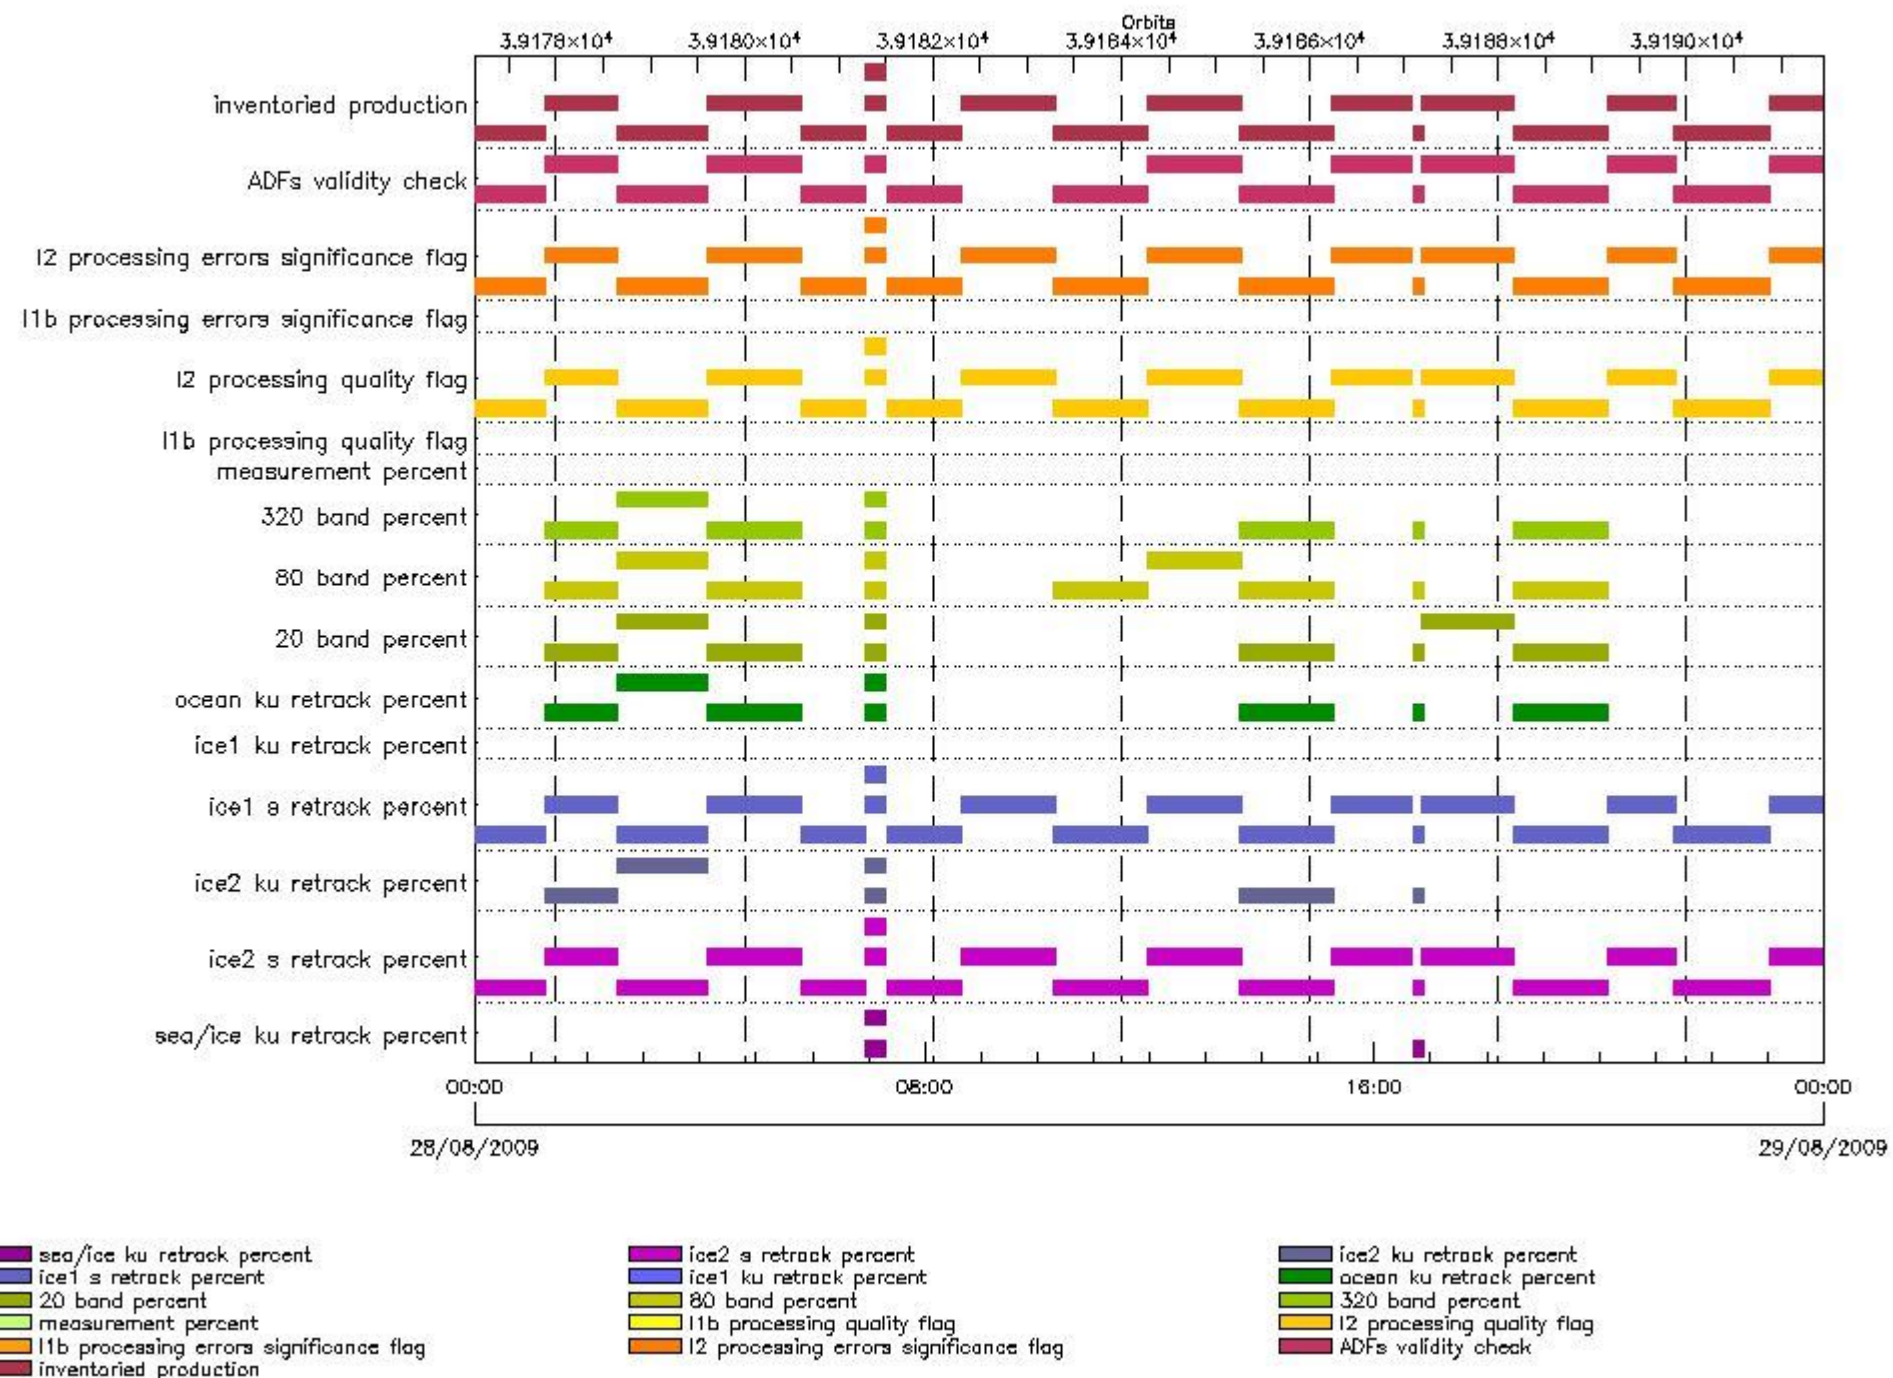 Orbits
3.9178×10⁴ 3.9180×10⁴ 3.9182×10⁴ 3.9184×10⁴ 3.9186×10⁴ 3.9188×10⁴ 3.9190×10⁴
inventoried production
ADFs validity check
l2 processing errors significance flag
l1b processing errors significance flag
l2 processing quality flag
l1b processing quality flag
measurement percent
320 band percent
80 band percent
20 band percent
ocean ku retrack percent
ice1 ku retrack percent
ice1 s retrack percent
ice2 ku retrack percent
ice2 s retrack percent
sea/ice ku retrack percent
00:00 08:00 16:00 00:00
28/08/2009 29/08/2009
sea/ice ku retrack percent ice2 s retrack percent ice2 ku retrack percent
ice1 s retrack percent ice1 ku retrack percent ocean ku retrack percent
20 band percent 80 band percent 320 band percent
measurement percent l1b processing quality flag l2 processing quality flag
l1b processing errors significance flag l2 processing errors significance flag ADFs validity check
inventoried production